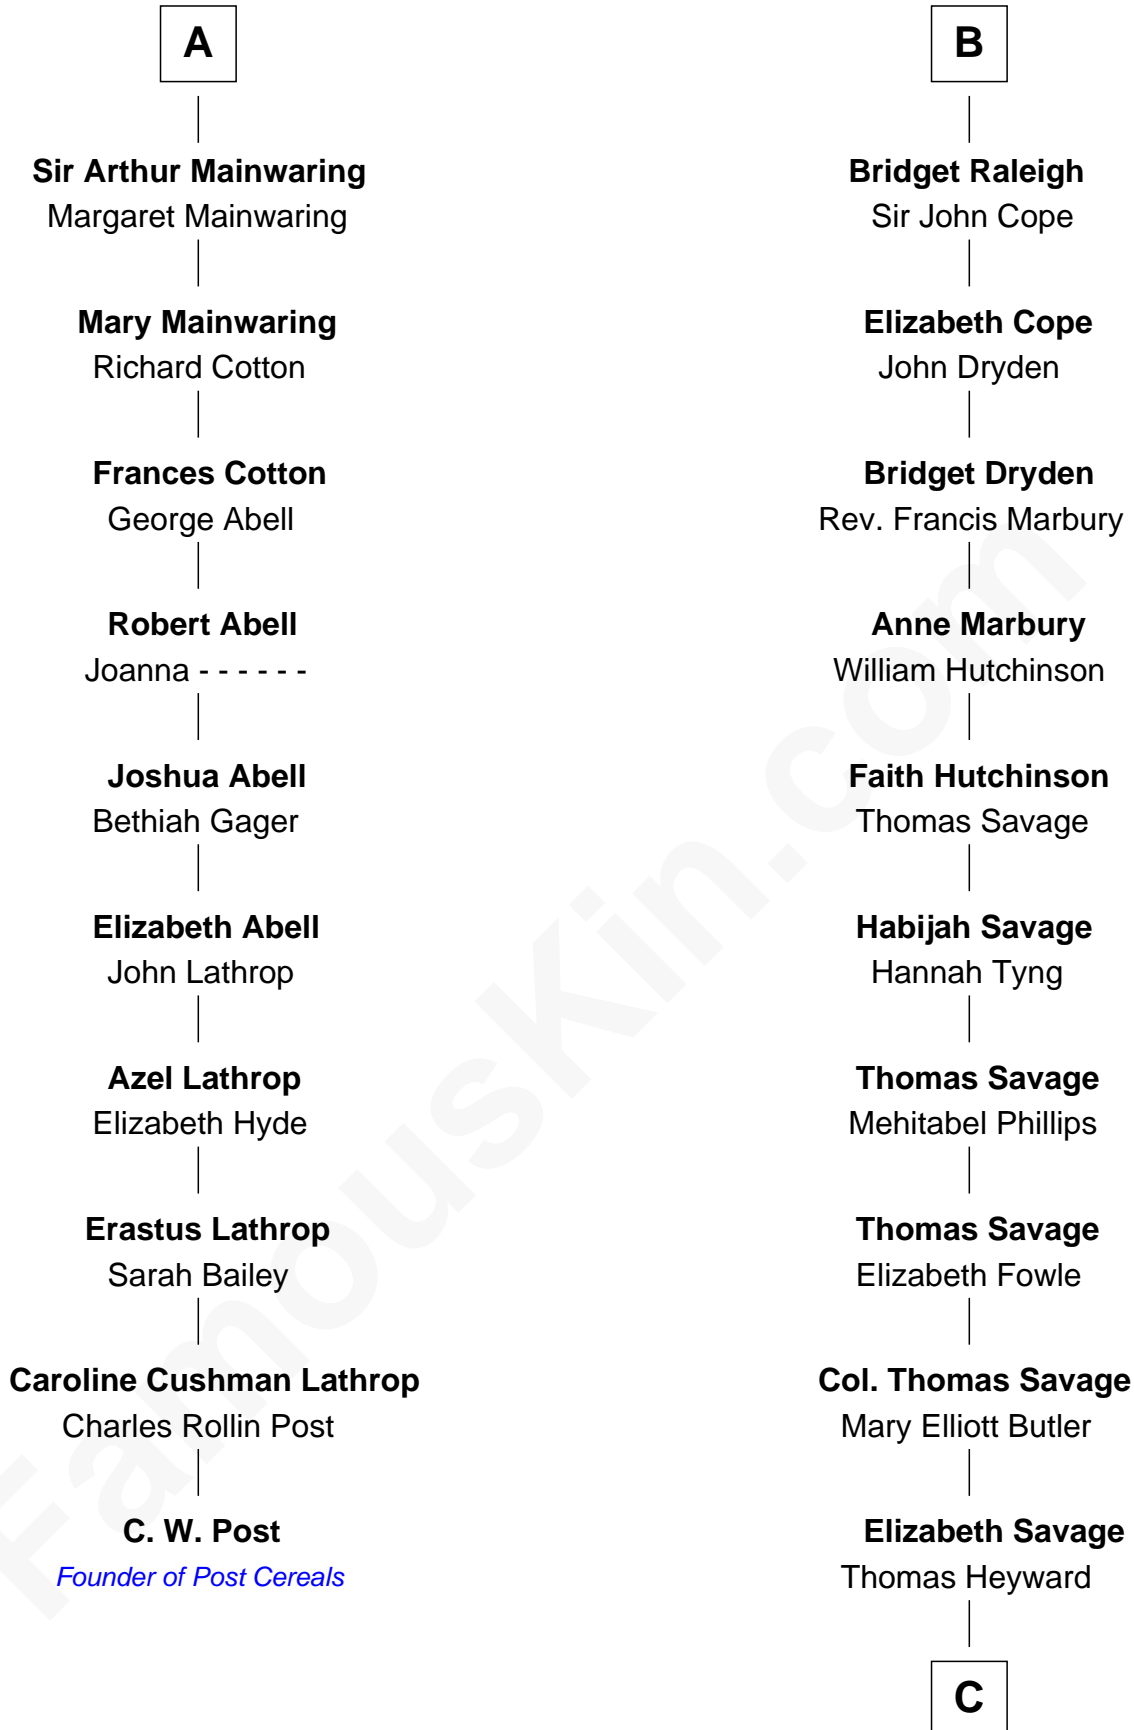 A
Sir Arthur Mainwaring
Margaret Mainwaring
Mary Mainwaring
Richard Cotton
Frances Cotton
George Abell
Robert Abell
Joanna - - - - - -
Joshua Abell
Bethiah Gager
Elizabeth Abell
John Lathrop
Azel Lathrop
Elizabeth Hyde
Erastus Lathrop
Sarah Bailey
Caroline Cushman Lathrop
Charles Rollin Post
C. W. Post
Founder of Post Cereals
B
Bridget Raleigh
Sir John Cope
Elizabeth Cope
John Dryden
Bridget Dryden
Rev. Francis Marbury
Anne Marbury
William Hutchinson
Faith Hutchinson
Thomas Savage
Habijah Savage
Hannah Tyng
Thomas Savage
Mehitabel Phillips
Thomas Savage
Elizabeth Fowle
Col. Thomas Savage
Mary Elliott Butler
Elizabeth Savage
Thomas Heyward
C
FamousKin.com